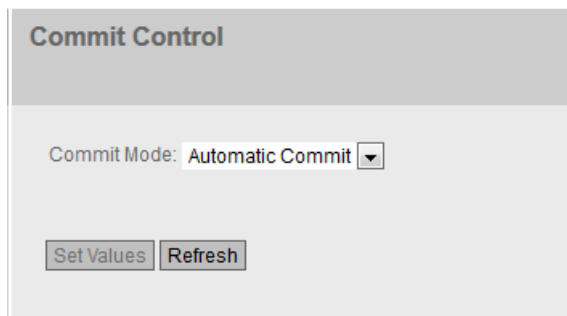 Commit Control
Commit Mode: Automatic Commit
Set Values Refresh